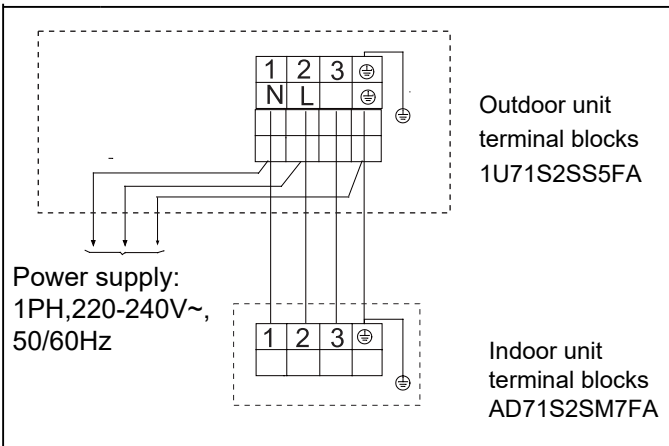 1 2 3
N L
Outdoor unit
terminal blocks
1U71S2SS5FA
Power supply:
1PH,220-240V~,
50/60Hz
1 2 3
Indoor unit
terminal blocks
AD71S2SM7FA